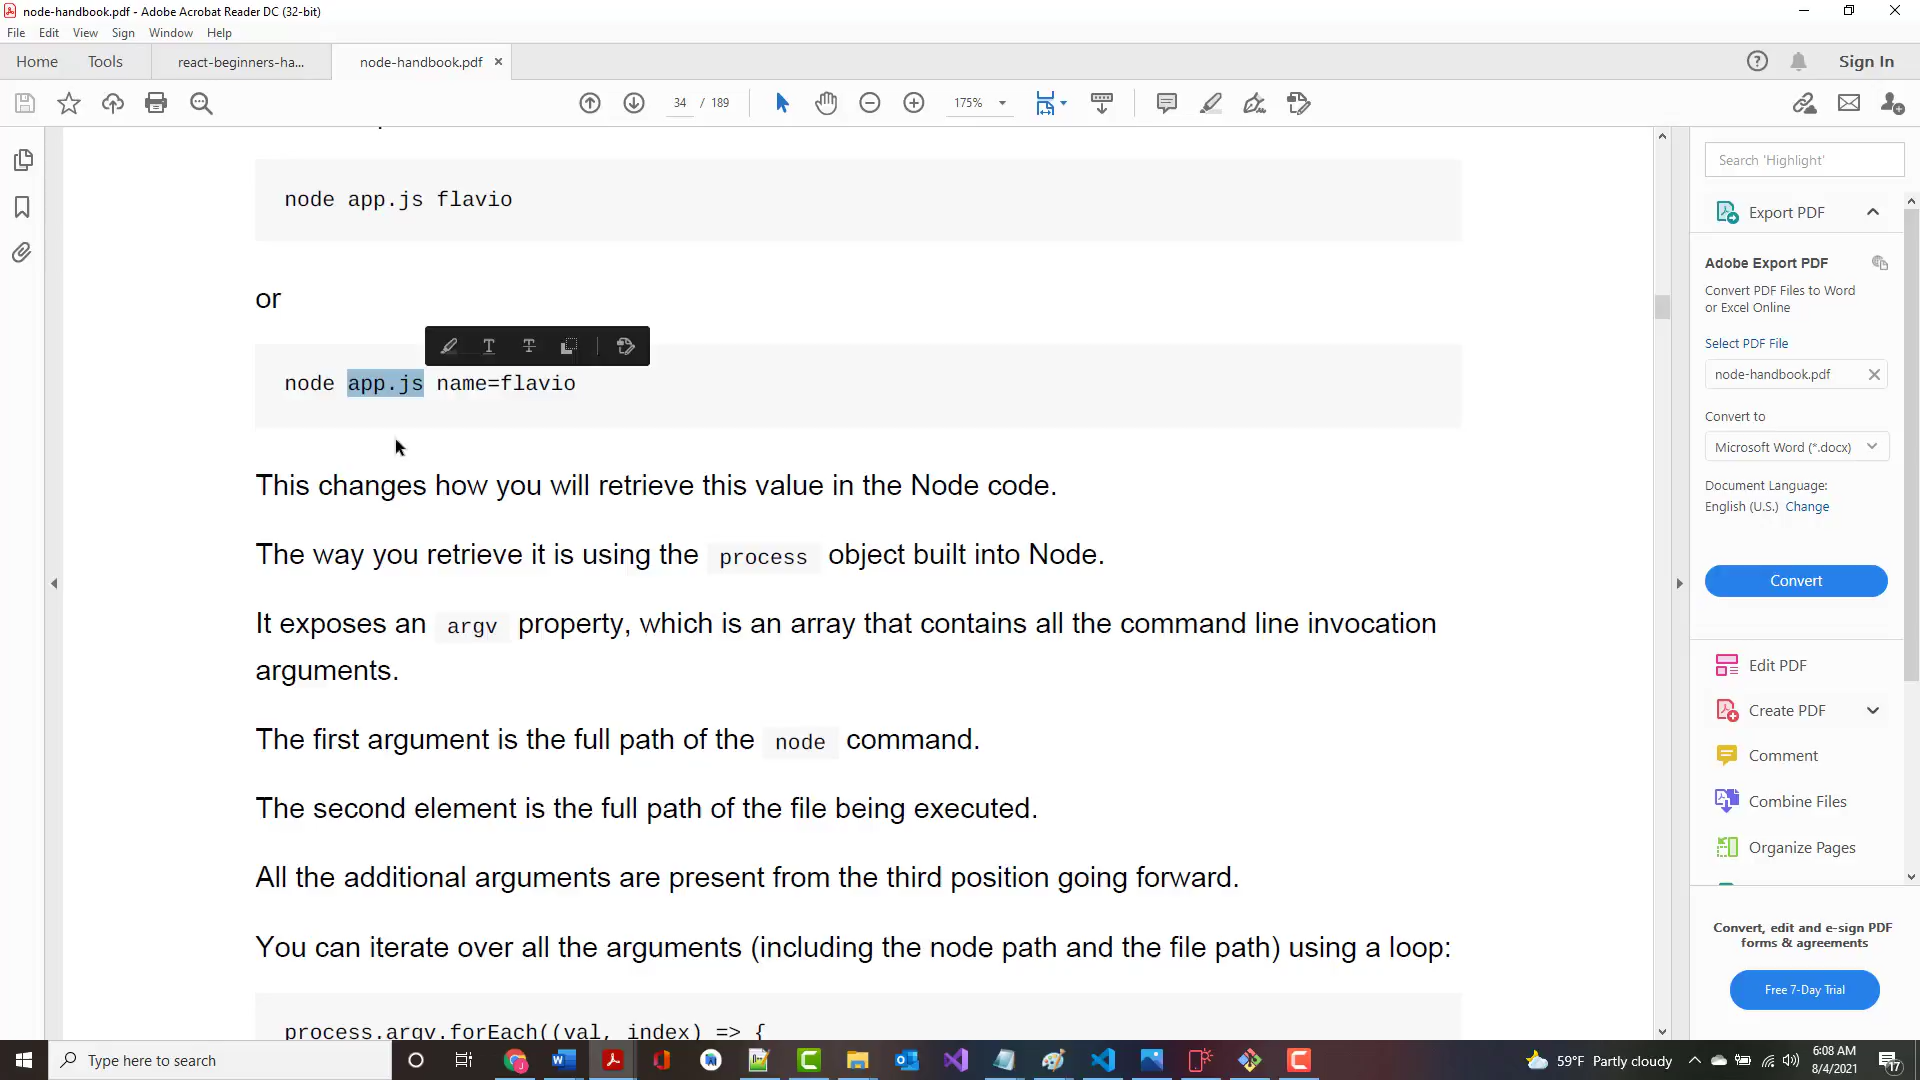 node-handbook.pdf - Adobe Acrobat Reader DC (32-bit)
File Edit View Sign Window Help
Home Tools react-beginners-ha... node-handbook.pdf Sign In
34 / 189 175%
node app.js flavio
or
node app.js name=flavio
This changes how you will retrieve this value in the Node code.
The way you retrieve it is using the process object built into Node.
It exposes an argv property, which is an array that contains all the command line invocation
arguments.
The first argument is the full path of the node command.
The second element is the full path of the file being executed.
All the additional arguments are present from the third position going forward.
You can iterate over all the arguments (including the node path and the file path) using a loop:
process.argv.forEach((val, index) => {
Search 'Highlight'
Export PDF
Adobe Export PDF
Convert PDF Files to Word
or Excel Online
Select PDF File
node-handbook.pdf
Convert to
Microsoft Word (*.docx)
Document Language:
English (U.S.) Change
Convert
Edit PDF
Create PDF
Comment
Combine Files
Organize Pages
Convert, edit and e-sign PDF
forms & agreements
Free 7-Day Trial
Type here to search
59°F Partly cloudy
6:08 AM
8/4/2021
17